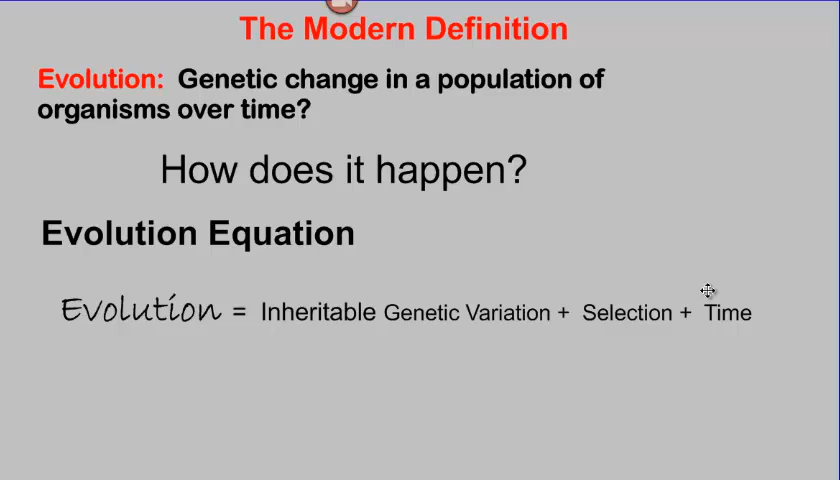 The Modern Definition
Evolution: Genetic change in a population of
organisms over time?
How does it happen?
Evolution Equation
Evolution = Inheritable Genetic Variation + Selection + Time